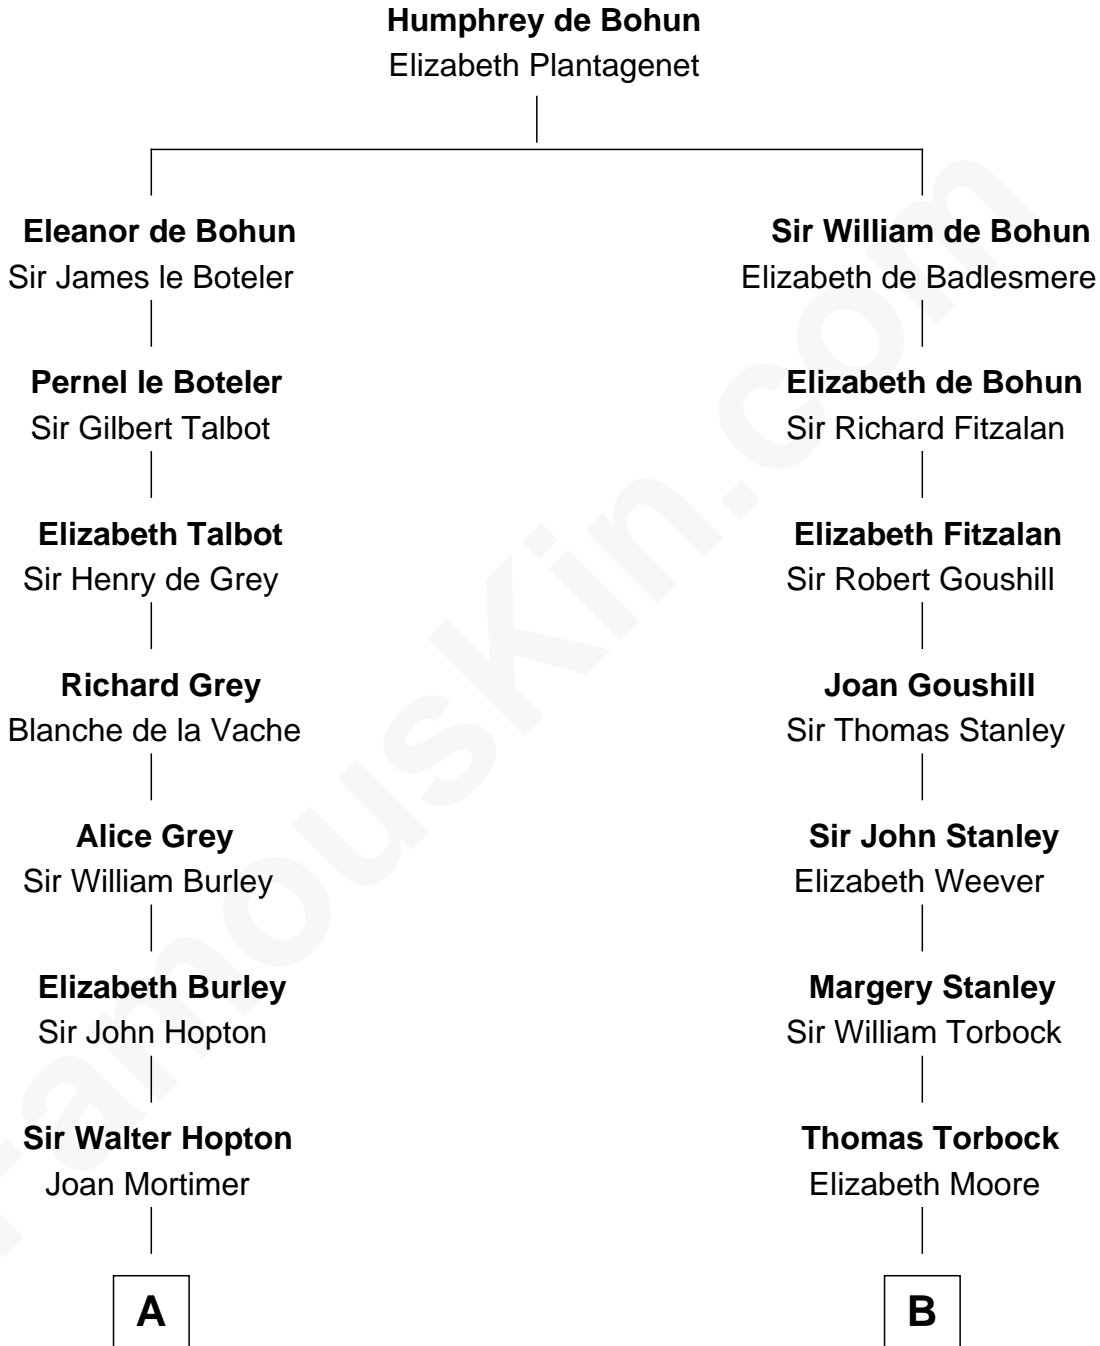 Humphrey de Bohun
Elizabeth Plantagenet
Eleanor de Bohun
Sir James le Boteler
Sir William de Bohun
Elizabeth de Badlesmere
Pernel le Boteler
Sir Gilbert Talbot
Elizabeth de Bohun
Sir Richard Fitzalan
Elizabeth Talbot
Sir Henry de Grey
Elizabeth Fitzalan
Sir Robert Goushill
Richard Grey
Blanche de la Vache
Joan Goushill
Sir Thomas Stanley
Alice Grey
Sir William Burley
Sir John Stanley
Elizabeth Weever
Elizabeth Burley
Sir John Hopton
Margery Stanley
Sir William Torbock
Sir Walter Hopton
Joan Mortimer
Thomas Torbock
Elizabeth Moore
A
B
FamousKin.com